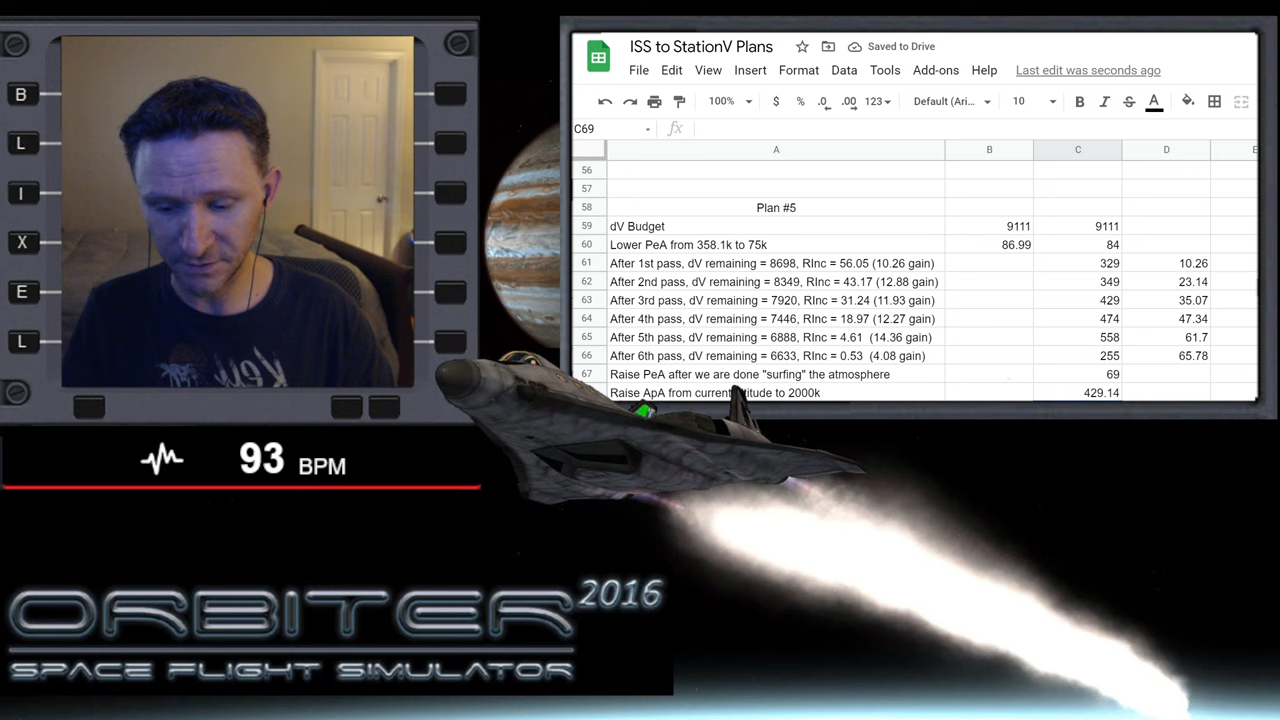 B
L
I
X
E
L
93 BPM
ORBITER 2016
SPACE FLIGHT SIMULATOR
ISS to StationV Plans Saved to Drive
File Edit View Insert Format Data Tools Add-ons Help Last edit was seconds ago
100% $ % .0 .00 123 Default (Ari... 10 B I S A
C69 fx
A B C D E
56
57
58 Plan #5
59 dV Budget 9111 9111
60 Lower PeA from 358.1k to 75k 86.99 84
61 After 1st pass, dV remaining = 8698, RInc = 56.05 (10.26 gain) 329 10.26
62 After 2nd pass, dV remaining = 8349, RInc = 43.17 (12.88 gain) 349 23.14
63 After 3rd pass, dV remaining = 7920, RInc = 31.24 (11.93 gain) 429 35.07
64 After 4th pass, dV remaining = 7446, RInc = 18.97 (12.27 gain) 474 47.34
65 After 5th pass, dV remaining = 6888, RInc = 4.61 (14.36 gain) 558 61.7
66 After 6th pass, dV remaining = 6633, RInc = 0.53 (4.08 gain) 255 65.78
67 Raise PeA after we are done "surfing" the atmosphere 69
Raise ApA from current altitude to 2000k 429.14